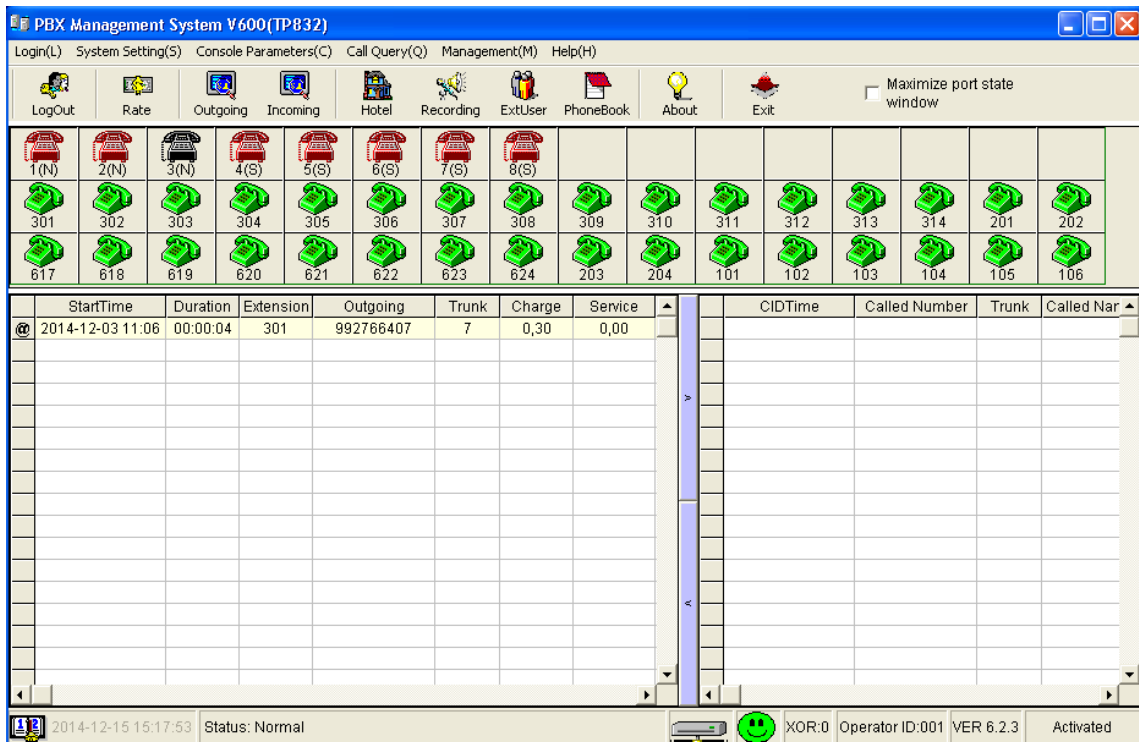 PBX Management System V600(TP832)
Login(L) System Setting(S) Console Parameters(C) Call Query(Q) Management(M) Help(H)
LogOut Rate Outgoing Incoming Hotel Recording ExtUser PhoneBook About Exit Maximize port state
window
1(N) 2(N) 3(N) 4(S) 5(S) 6(S) 7(S) 8(S)
301 302 303 304 305 306 307 308 309 310 311 312 313 314 201 202
617 618 619 620 621 622 623 624 203 204 101 102 103 104 105 106
StartTime Duration Extension Outgoing Trunk Charge Service CIDTime Called Number Trunk Called Nar
@ 2014-12-03 11:06 00:00:04 301 992766407 7 0,30 0,00
2014-12-15 15:17:53 Status: Normal XOR:0 Operator ID:001 VER 6.2.3 Activated